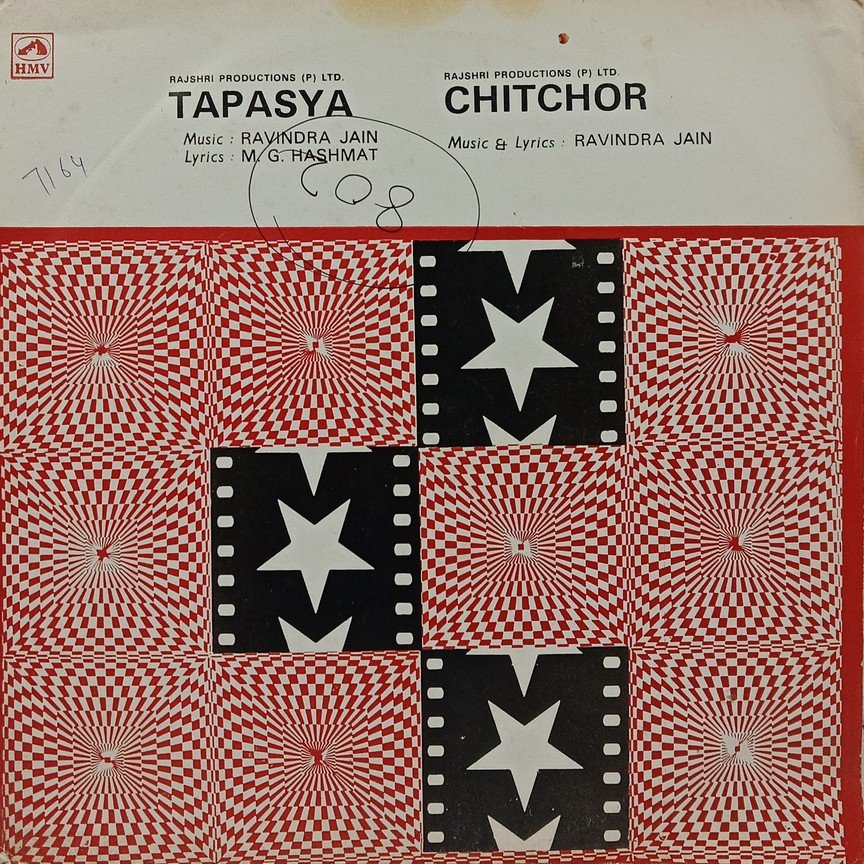 HMV
RAJSHRI PRODUCTIONS (P) LTD.
TAPASYA
Music : RAVINDRA JAIN
Lyrics : M. G. HASHMAT
RAJSHRI PRODUCTIONS (P) LTD.
CHITCHOR
Music & Lyrics : RAVINDRA JAIN
7164
208